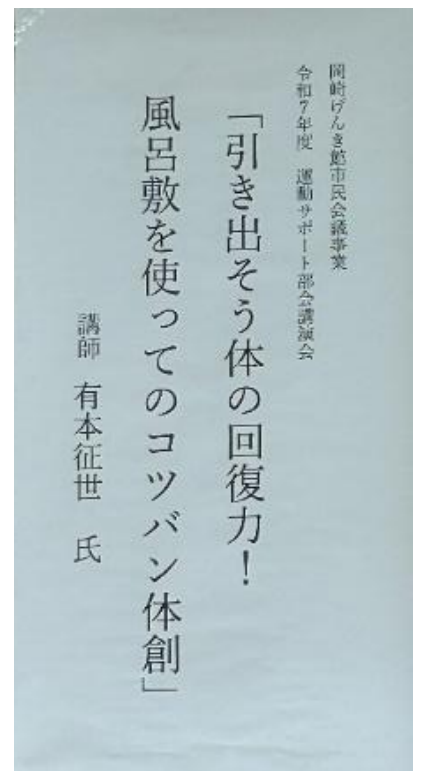 岡崎げんき館市民会議事業
令和7年度 運動サポート部会講演会
「引き出そう体の回復力!
風呂敷を使ってのコツバン体創」
講師 有本征世 氏